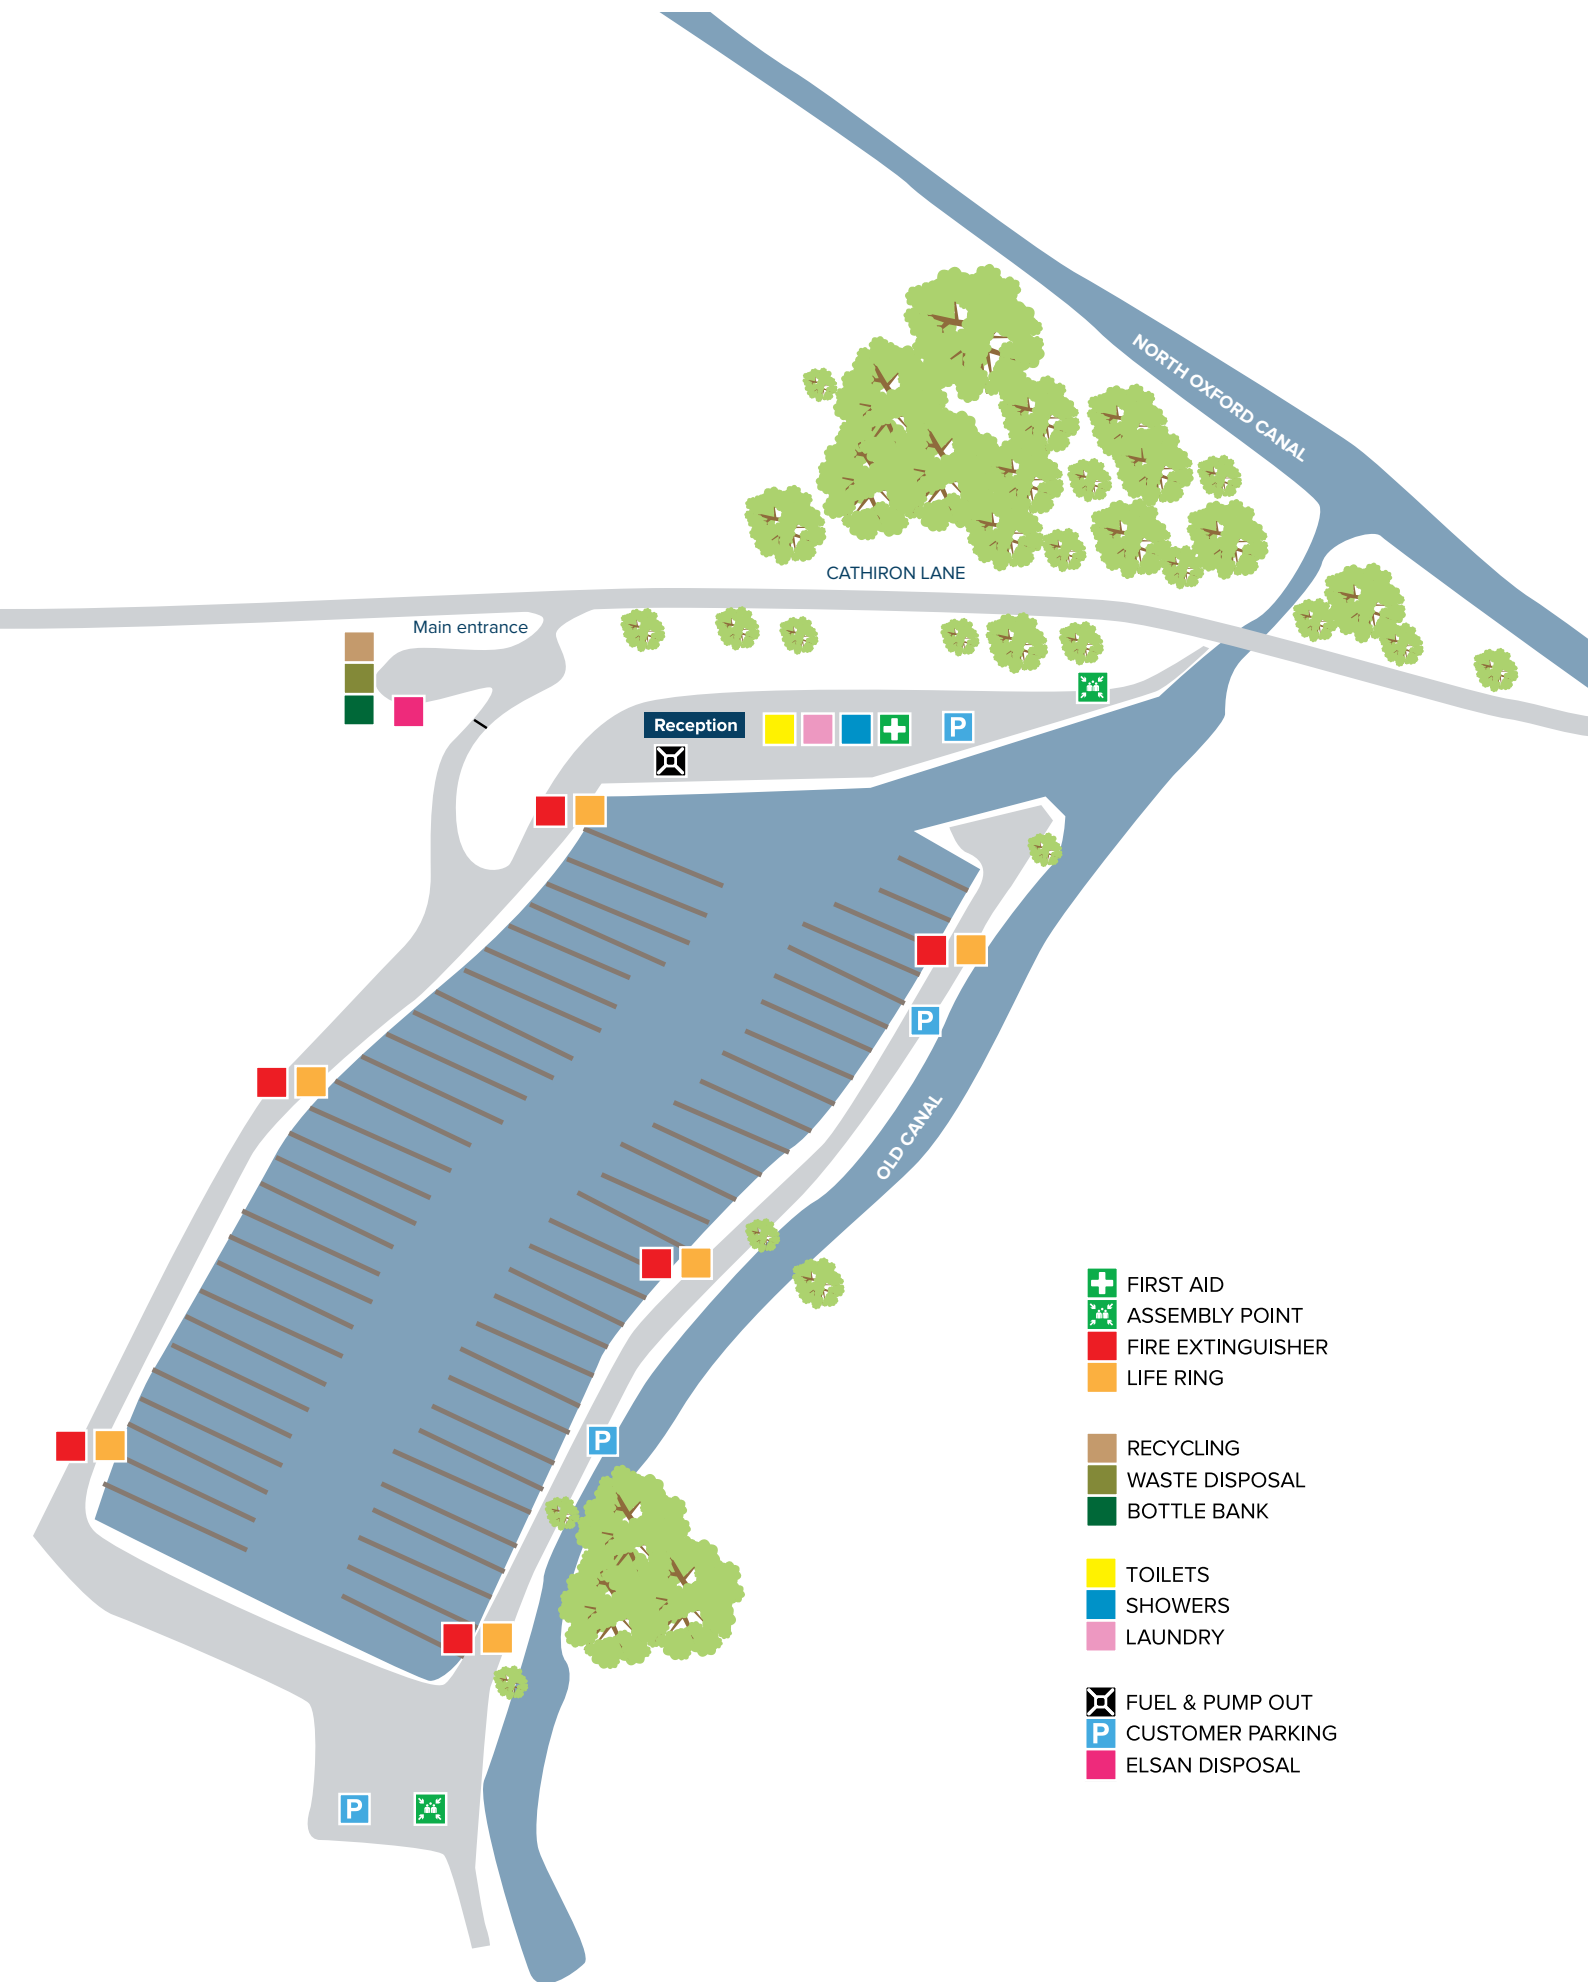 NORTH OXFORD CANAL
CATHIRON LANE
Main entrance
Reception
P
P
OLD CANAL
P
P
FIRST AID
ASSEMBLY POINT
FIRE EXTINGUISHER
LIFE RING
RECYCLING
WASTE DISPOSAL
BOTTLE BANK
TOILETS
SHOWERS
LAUNDRY
FUEL & PUMP OUT
P CUSTOMER PARKING
ELSAN DISPOSAL